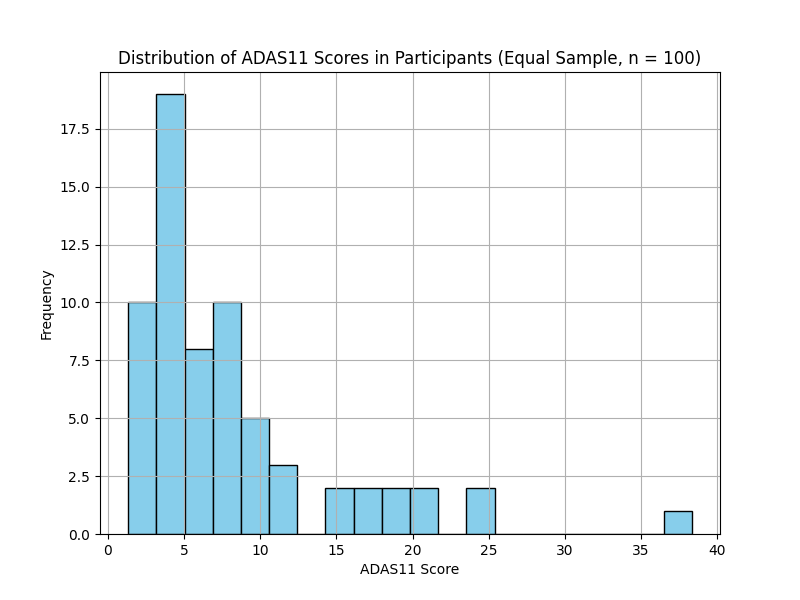 Distribution of ADAS11 Scores in Participants (Equal Sample, n = 100)
Frequency
17.5
15.0
12.5
10.0
7.5
5.0
2.5
0.0
0 5 10 15 20 25 30 35 40
ADAS11 Score